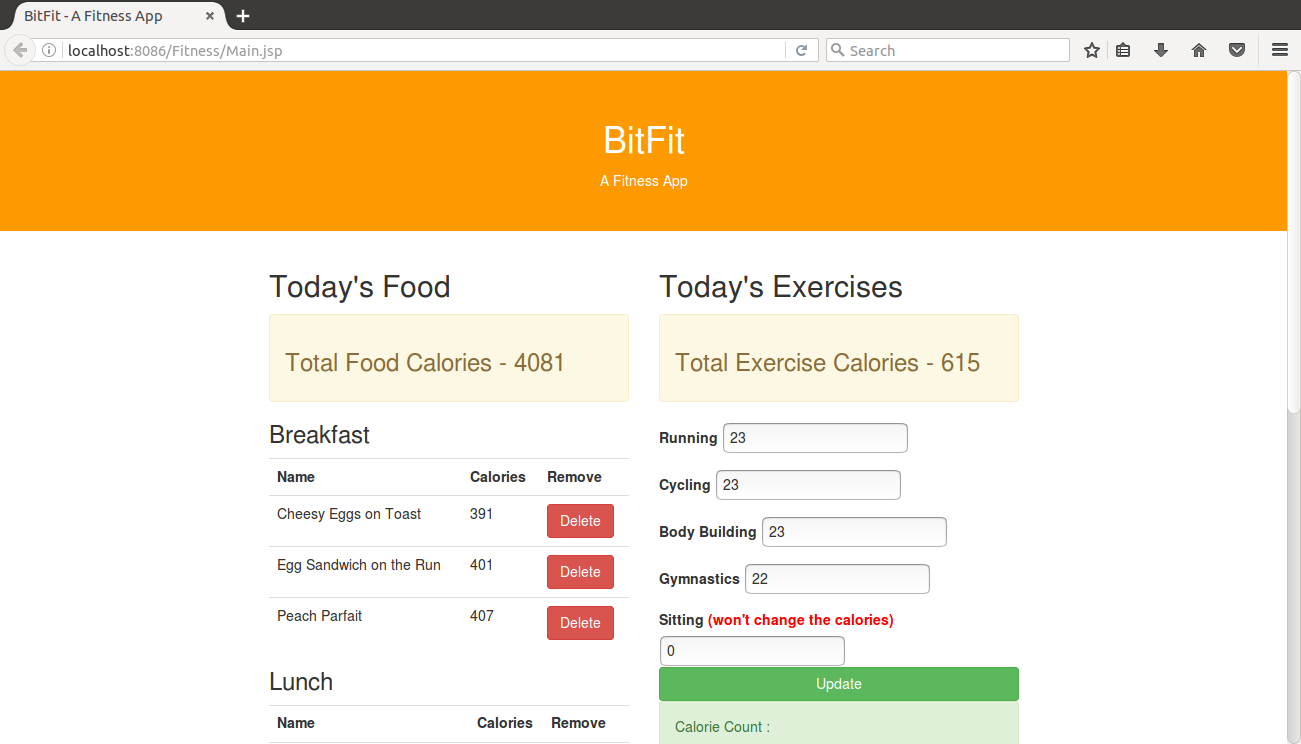 BitFit - A Fitness App
localhost:8086/Fitness/Main.jsp
Search
BitFit
A Fitness App
Today's Food
Total Food Calories - 4081
Breakfast
Name Calories Remove
Cheesy Eggs on Toast 391 Delete
Egg Sandwich on the Run 401 Delete
Peach Parfait 407 Delete
Lunch
Name Calories Remove
Today's Exercises
Total Exercise Calories - 615
Running 23
Cycling 23
Body Building 23
Gymnastics 22
Sitting (won't change the calories)
0
Update
Calorie Count :